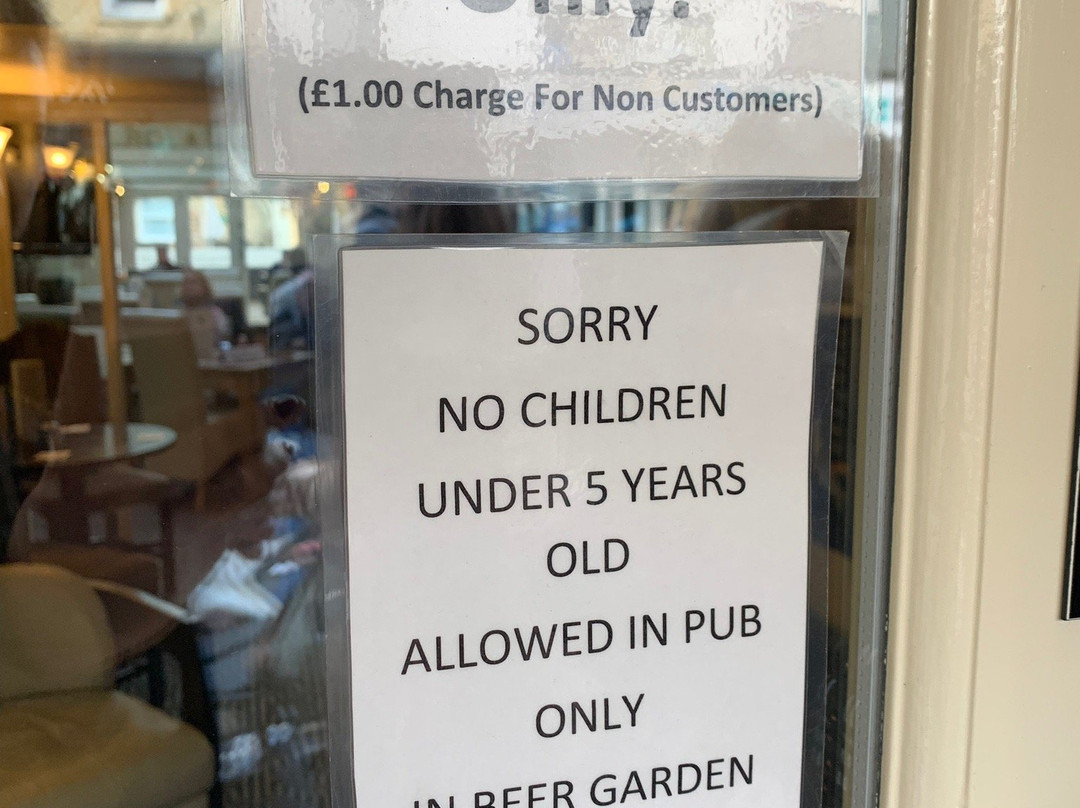 Only!
(£1.00 Charge For Non Customers)
SORRY
NO CHILDREN
UNDER 5 YEARS
OLD
ALLOWED IN PUB
ONLY
IN BEER GARDEN